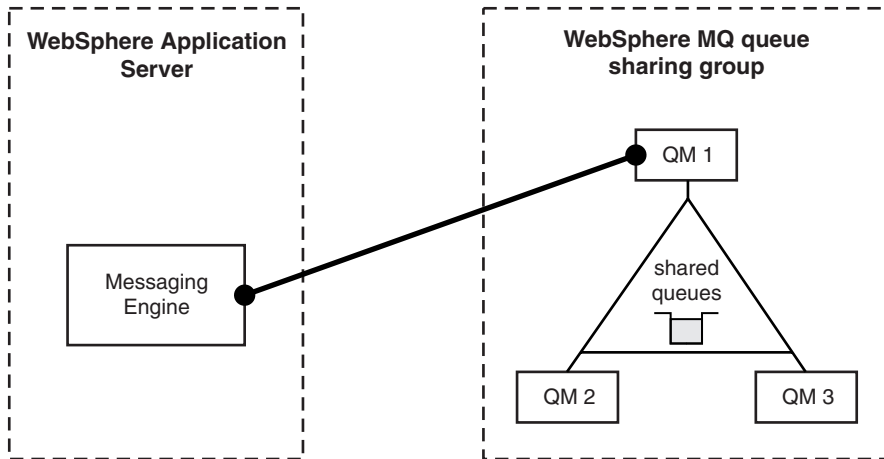 WebSphere Application
Server
WebSphere MQ queue
sharing group
QM 1
Messaging
Engine
shared
queues
QM 2
QM 3